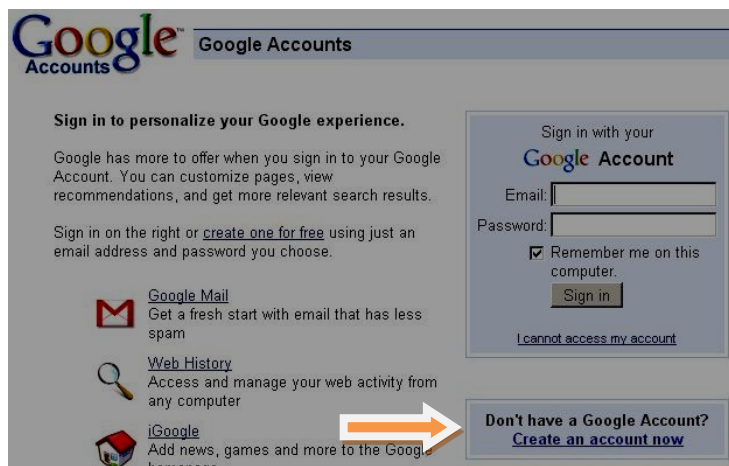 Google™
Accounts
Google Accounts
Sign in to personalize your Google experience.
Google has more to offer when you sign in to your Google
Account. You can customize pages, view
recommendations, and get more relevant search results.
Sign in on the right or create one for free using just an
email address and password you choose.
Google Mail
Get a fresh start with email that has less
spam
Web History
Access and manage your web activity from
any computer
iGoogle
Add news, games and more to the Google
homepage
Sign in with your
Google Account
Email:
Password:
Remember me on this
computer.
Sign in
I cannot access my account
Don't have a Google Account?
Create an account now